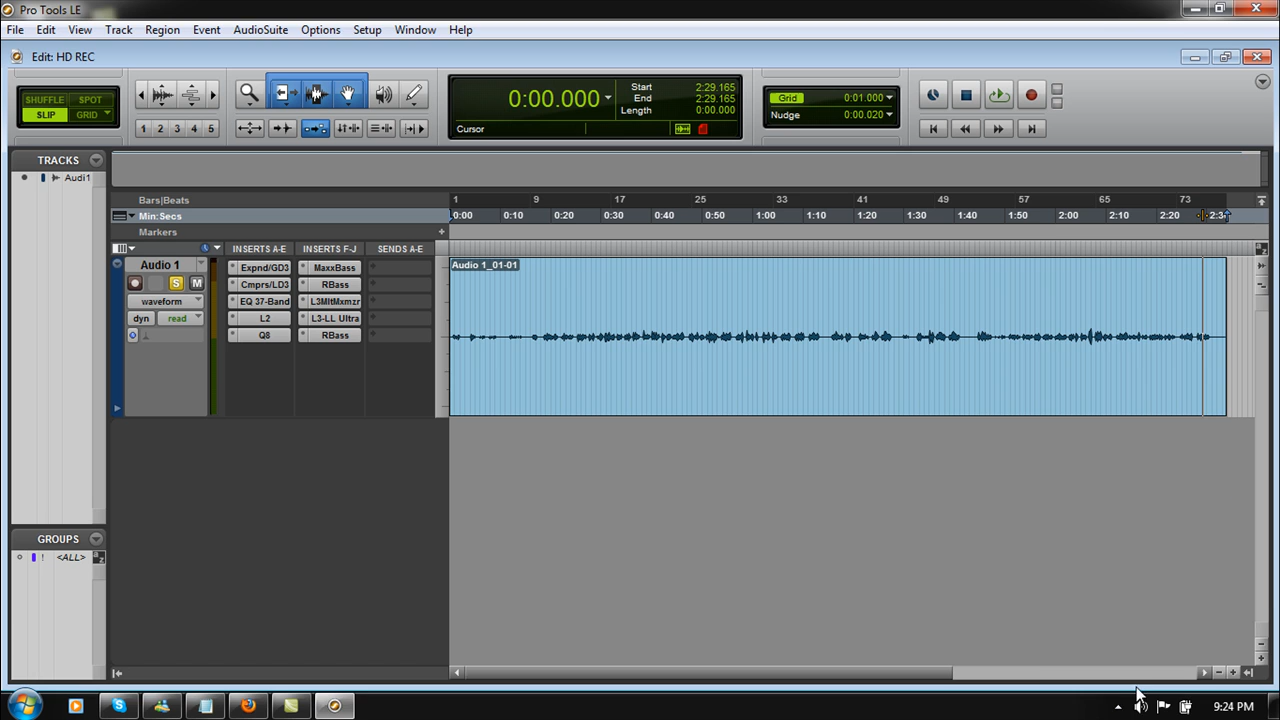 Pro Tools LE
File Edit View Track Region Event AudioSuite Options Setup Window Help
Edit: HD REC
SHUFFLE SPOT
SLIP GRID
1 2 3 4 5
0:00.000
Start 2:29.165
End 2:29.165
Length 0:00.000
Cursor
Grid 0:01.000
Nudge 0:00.020
TRACKS
Audi1
Bars|Beats 1 9 17 25 33 41 49 57 65 73
Min:Secs 0:00 0:10 0:20 0:30 0:40 0:50 1:00 1:10 1:20 1:30 1:40 1:50 2:00 2:10 2:20 2:3
Markers
INSERTS A-E INSERTS F-J SENDS A-E
Audio 1
S M
waveform
dyn read
Expnd/GD3 MaxxBass
Cmprs/LD3 RBass
EQ 37-Band L3MltMxmzr
L2 L3-LL Ultra
Q8 RBass
Audio 1_01-01
GROUPS
! <ALL>
9:24 PM